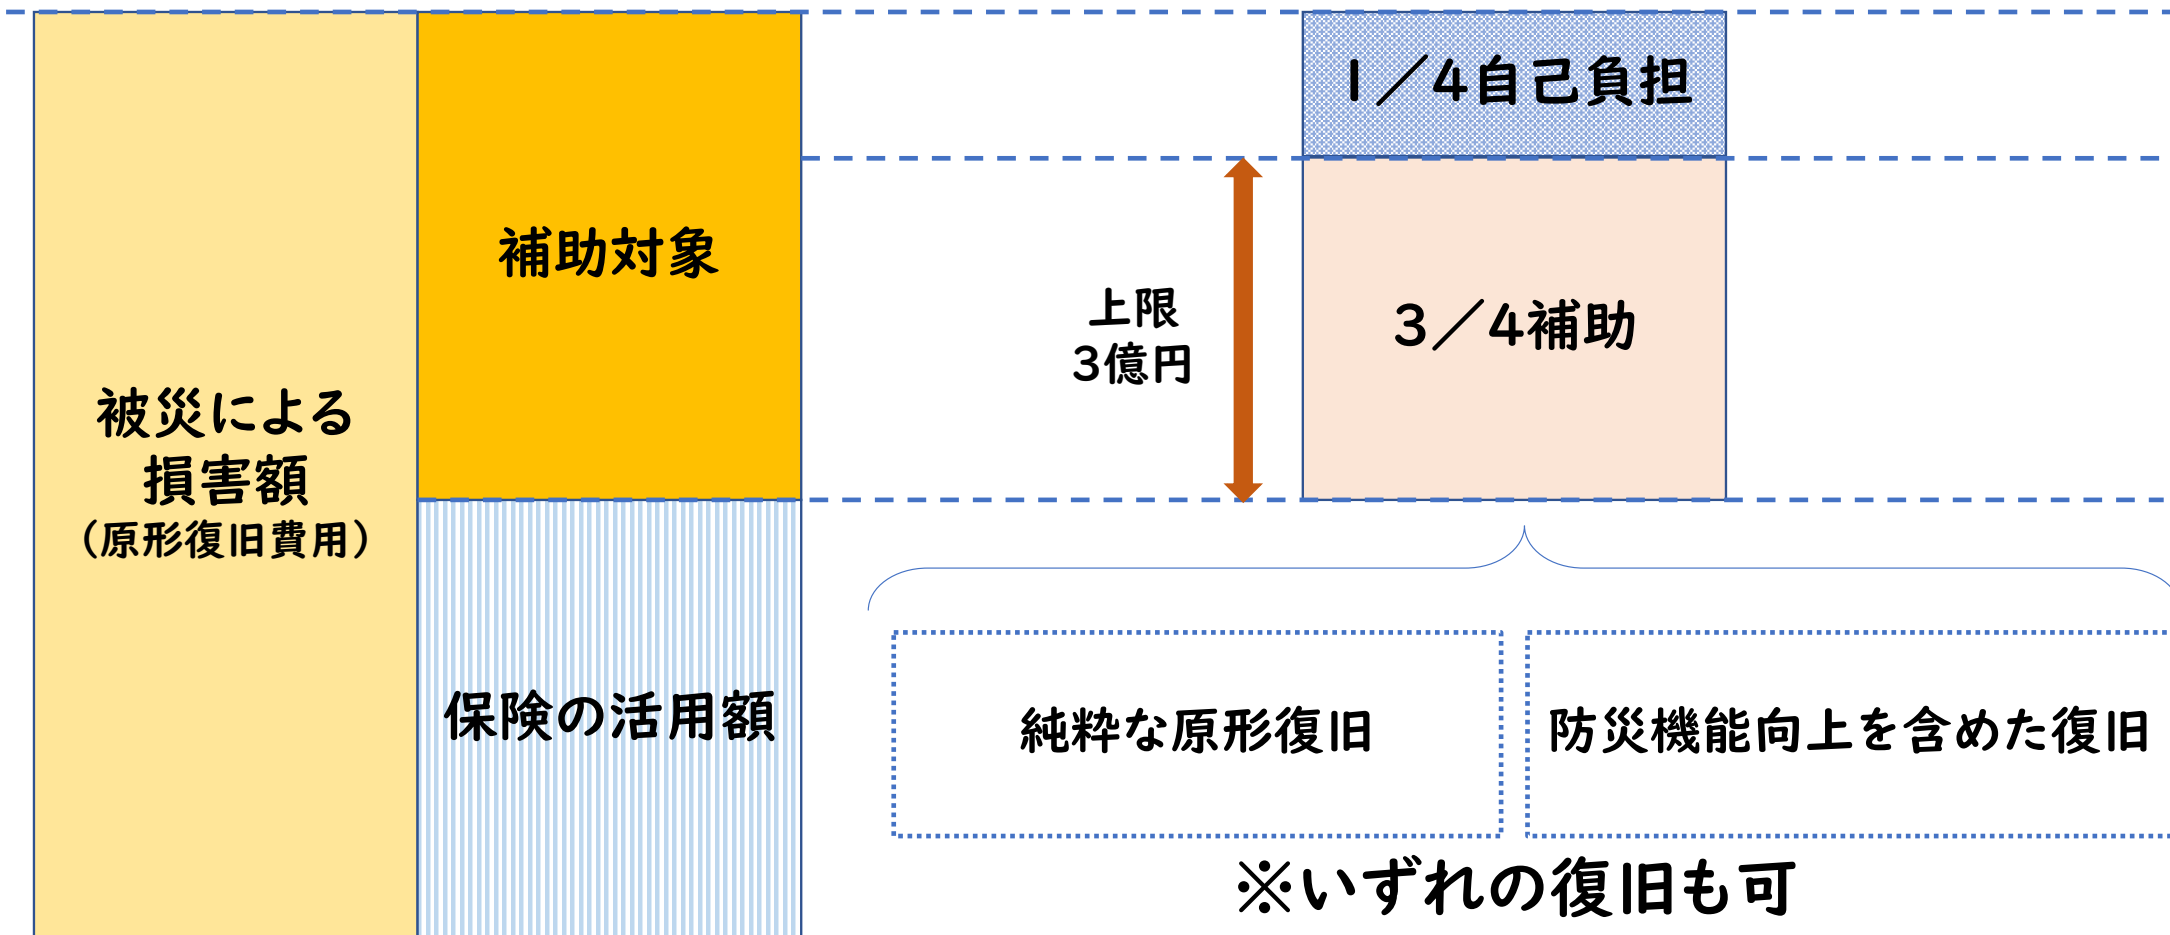 被災による
損害額
（原形復旧費用）
補助対象
保険の活用額
上限
3億円
1／4自己負担
3／4補助
純粋な原形復旧
防災機能向上を含めた復旧
※いずれの復旧も可